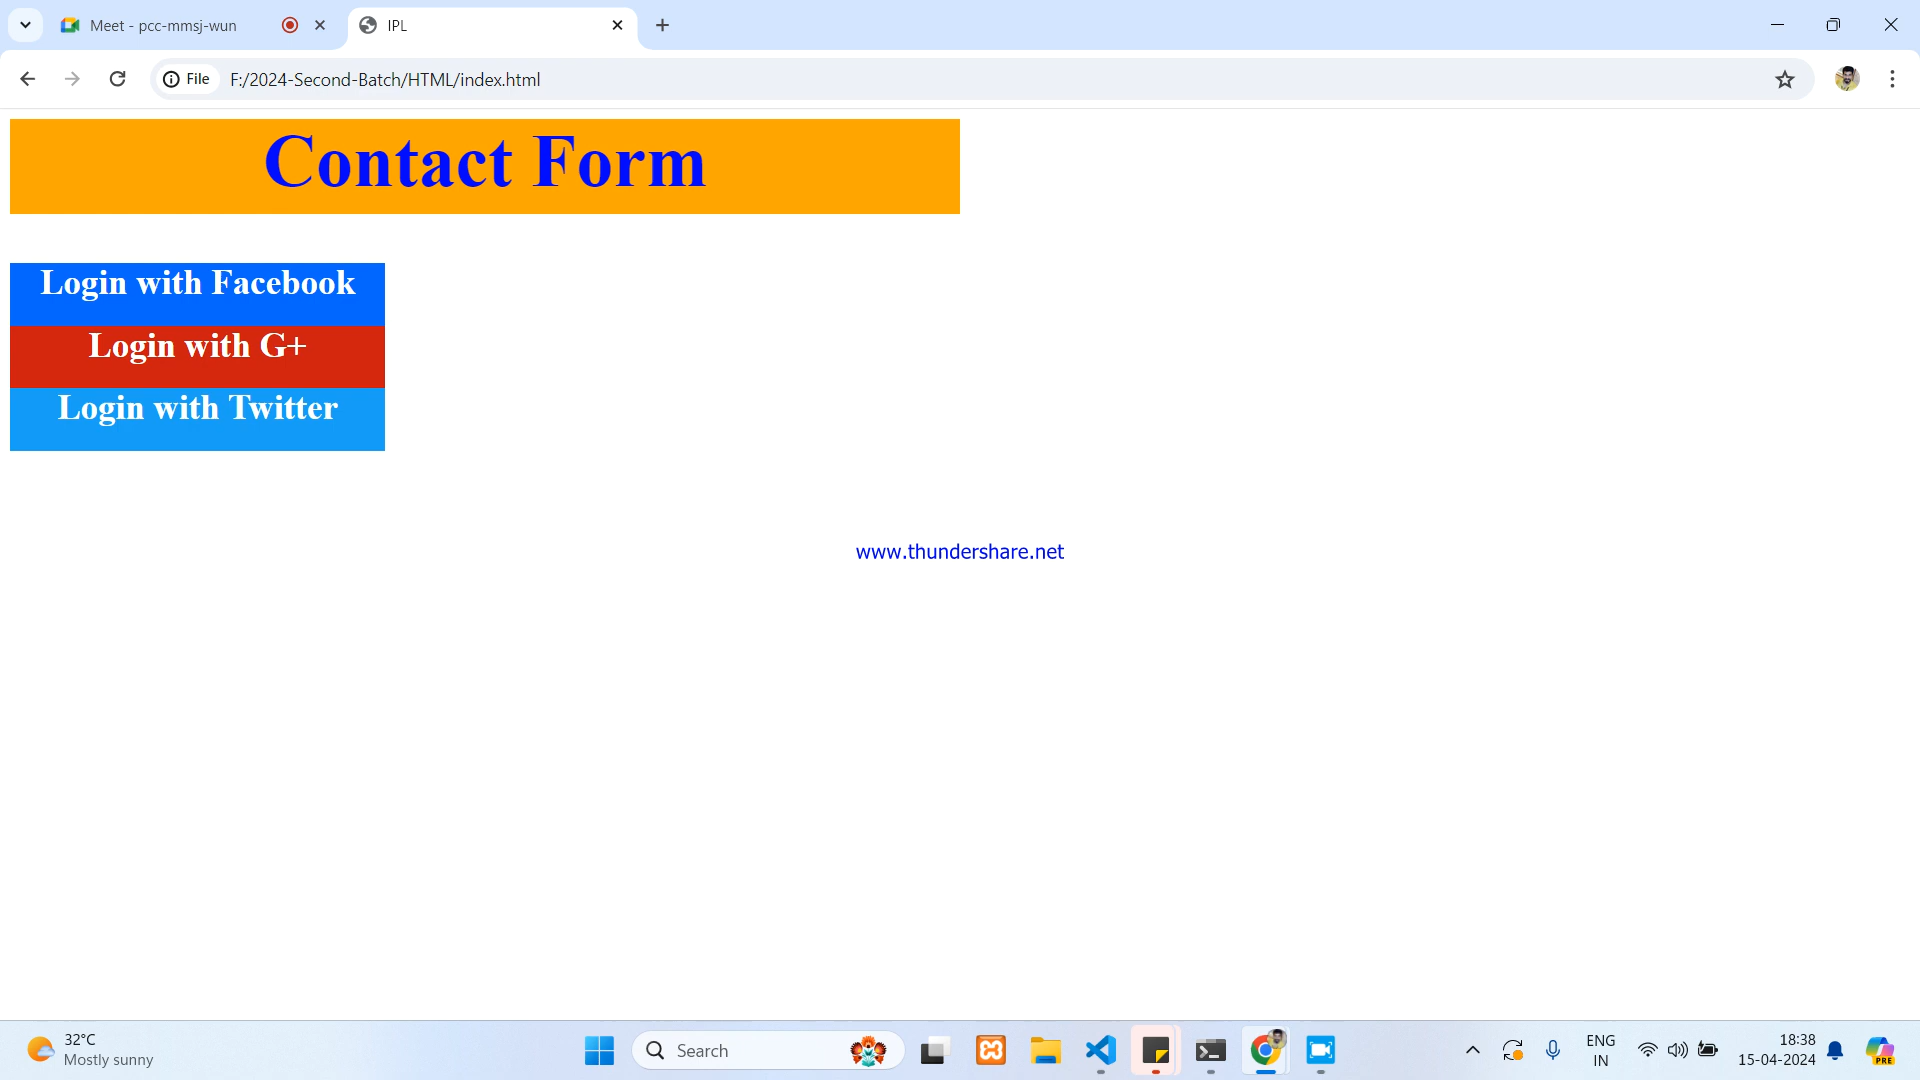 Meet - pcc-mmsj-wun
IPL
File
F:/2024-Second-Batch/HTML/index.html
Contact Form
Login with Facebook
Login with G+
Login with Twitter
www.thundershare.net
32°C
Mostly sunny
Search
ENG
IN
18:38
15-04-2024
PRE